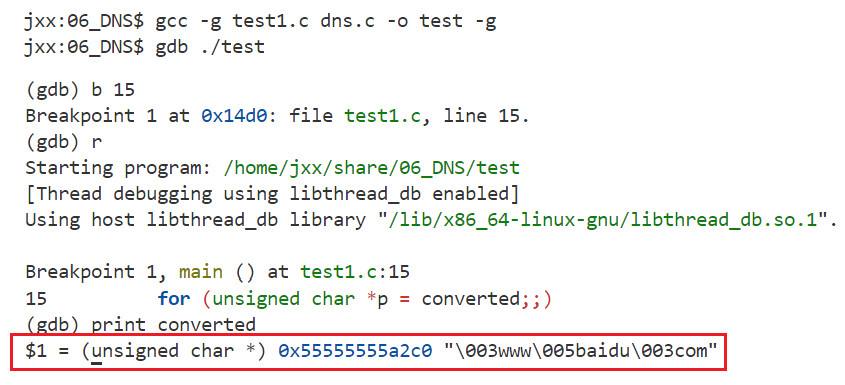 jxx:06_DNS$ gcc -g test1.c dns.c -o test -g
jxx:06_DNS$ gdb ./test
(gdb) b 15
Breakpoint 1 at 0x14d0: file test1.c, line 15.
(gdb) r
Starting program: /home/jxx/share/06_DNS/test
[Thread debugging using libthread_db enabled]
Using host libthread_db library "/lib/x86_64-linux-gnu/libthread_db.so.1".
Breakpoint 1, main () at test1.c:15
15 for (unsigned char *p = converted;;)
(gdb) print converted
$1 = (unsigned char *) 0x55555555a2c0 "\003www\005baidu\003com"